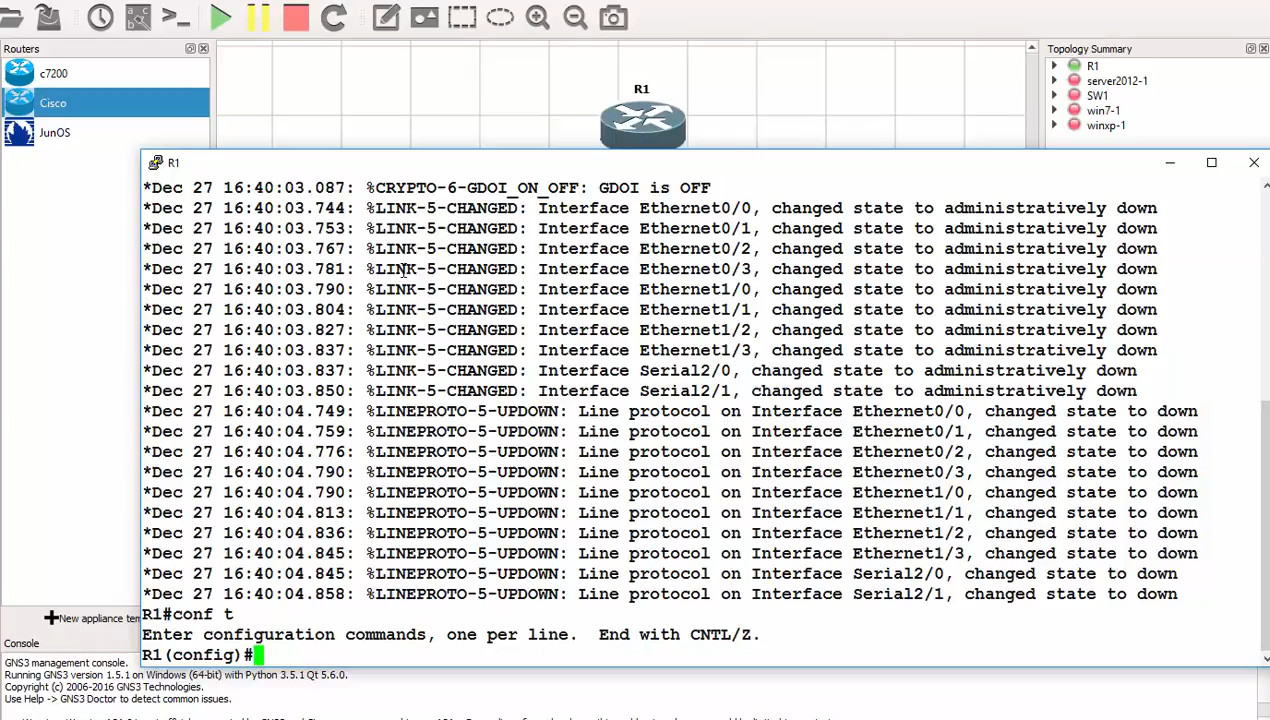 Routers
c7200
Cisco
JunOS
R1
Topology Summary
R1
server2012-1
SW1
win7-1
winxp-1
R1
*Dec 27 16:40:03.087: %CRYPTO-6-GDOI_ON_OFF: GDOI is OFF
*Dec 27 16:40:03.744: %LINK-5-CHANGED: Interface Ethernet0/0, changed state to administratively down
*Dec 27 16:40:03.753: %LINK-5-CHANGED: Interface Ethernet0/1, changed state to administratively down
*Dec 27 16:40:03.767: %LINK-5-CHANGED: Interface Ethernet0/2, changed state to administratively down
*Dec 27 16:40:03.781: %LINK-5-CHANGED: Interface Ethernet0/3, changed state to administratively down
*Dec 27 16:40:03.790: %LINK-5-CHANGED: Interface Ethernet1/0, changed state to administratively down
*Dec 27 16:40:03.804: %LINK-5-CHANGED: Interface Ethernet1/1, changed state to administratively down
*Dec 27 16:40:03.827: %LINK-5-CHANGED: Interface Ethernet1/2, changed state to administratively down
*Dec 27 16:40:03.837: %LINK-5-CHANGED: Interface Ethernet1/3, changed state to administratively down
*Dec 27 16:40:03.837: %LINK-5-CHANGED: Interface Serial2/0, changed state to administratively down
*Dec 27 16:40:03.850: %LINK-5-CHANGED: Interface Serial2/1, changed state to administratively down
*Dec 27 16:40:04.749: %LINEPROTO-5-UPDOWN: Line protocol on Interface Ethernet0/0, changed state to down
*Dec 27 16:40:04.759: %LINEPROTO-5-UPDOWN: Line protocol on Interface Ethernet0/1, changed state to down
*Dec 27 16:40:04.776: %LINEPROTO-5-UPDOWN: Line protocol on Interface Ethernet0/2, changed state to down
*Dec 27 16:40:04.790: %LINEPROTO-5-UPDOWN: Line protocol on Interface Ethernet0/3, changed state to down
*Dec 27 16:40:04.790: %LINEPROTO-5-UPDOWN: Line protocol on Interface Ethernet1/0, changed state to down
*Dec 27 16:40:04.813: %LINEPROTO-5-UPDOWN: Line protocol on Interface Ethernet1/1, changed state to down
*Dec 27 16:40:04.836: %LINEPROTO-5-UPDOWN: Line protocol on Interface Ethernet1/2, changed state to down
*Dec 27 16:40:04.845: %LINEPROTO-5-UPDOWN: Line protocol on Interface Ethernet1/3, changed state to down
*Dec 27 16:40:04.845: %LINEPROTO-5-UPDOWN: Line protocol on Interface Serial2/0, changed state to down
*Dec 27 16:40:04.858: %LINEPROTO-5-UPDOWN: Line protocol on Interface Serial2/1, changed state to down
R1#conf t
Enter configuration commands, one per line.  End with CNTL/Z.
R1(config)#
New appliance tem
Console
GNS3 management console.
Running GNS3 version 1.5.1 on Windows (64-bit) with Python 3.5.1 Qt 5.6.0.
Copyright (c) 2006-2016 GNS3 Technologies.
Use Help -> GNS3 Doctor to detect common issues.